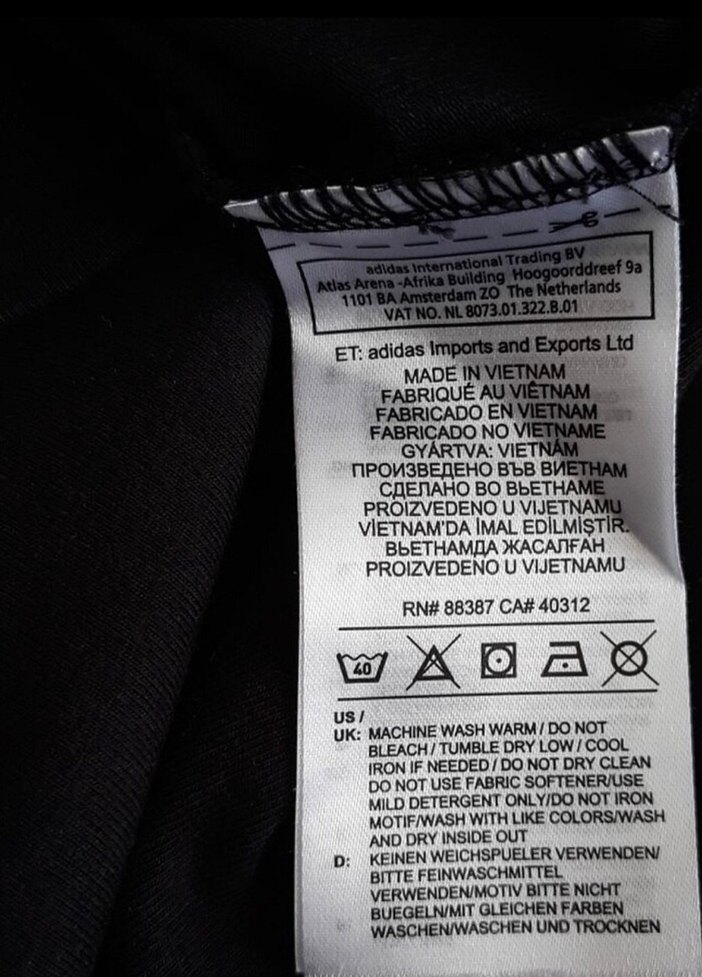 adidas International Trading BV
Atlas Arena -Afrika Building Hoogoorddreef 9a
1101 BA Amsterdam ZO The Netherlands
VAT NO. NL 8073.01.322.B.01
ET: adidas Imports and Exports Ltd
MADE IN VIETNAM
FABRIQUÉ AU VIÊTNAM
FABRICADO EN VIETNAM
FABRICADO NO VIETNAME
GYÁRTVA: VIETNÁM
ПРОИЗВЕДЕНО ВЪВ ВИЕТНАМ
СДЕЛАНО ВО ВЬЕТНАМЕ
PROIZVEDENO U VIJETNAMU
VİETNAM'DA İMAL EDİLMİŞTİR.
ВЬЕТНАМДА ЖАСАЛҒАН
PROIZVEDENO U VIJETNAMU
RN# 88387 CA# 40312
40
US /
UK: MACHINE WASH WARM / DO NOT
BLEACH / TUMBLE DRY LOW / COOL
IRON IF NEEDED / DO NOT DRY CLEAN
DO NOT USE FABRIC SOFTENER/USE
MILD DETERGENT ONLY/DO NOT IRON
MOTIF/WASH WITH LIKE COLORS/WASH
AND DRY INSIDE OUT
D: KEINEN WEICHSPUELER VERWENDEN/
BITTE FEINWASCHMITTEL
VERWENDEN/MOTIV BITTE NICHT
BUEGELN/MIT GLEICHEN FARBEN
WASCHEN/WASCHEN UND TROCKNEN